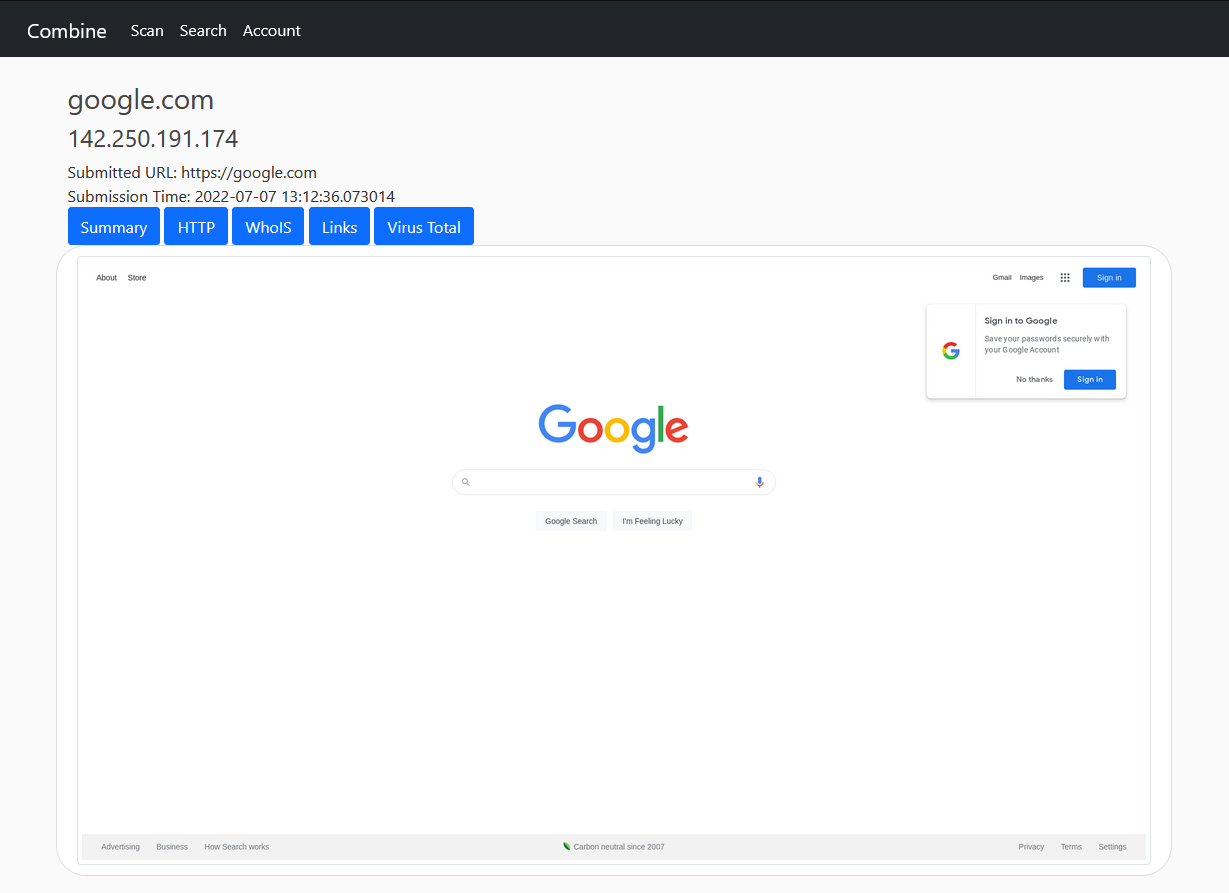 Combine Scan Search Account
google.com
142.250.191.174
Submitted URL: https://google.com
Submission Time: 2022-07-07 13:12:36.073014
Summary HTTP WhoIS Links Virus Total
About Store Gmail Images Sign in
Sign in to Google
Save your passwords securely with
your Google Account
No thanks Sign in
Google
Google Search I'm Feeling Lucky
Advertising Business How Search works Carbon neutral since 2007 Privacy Terms Settings